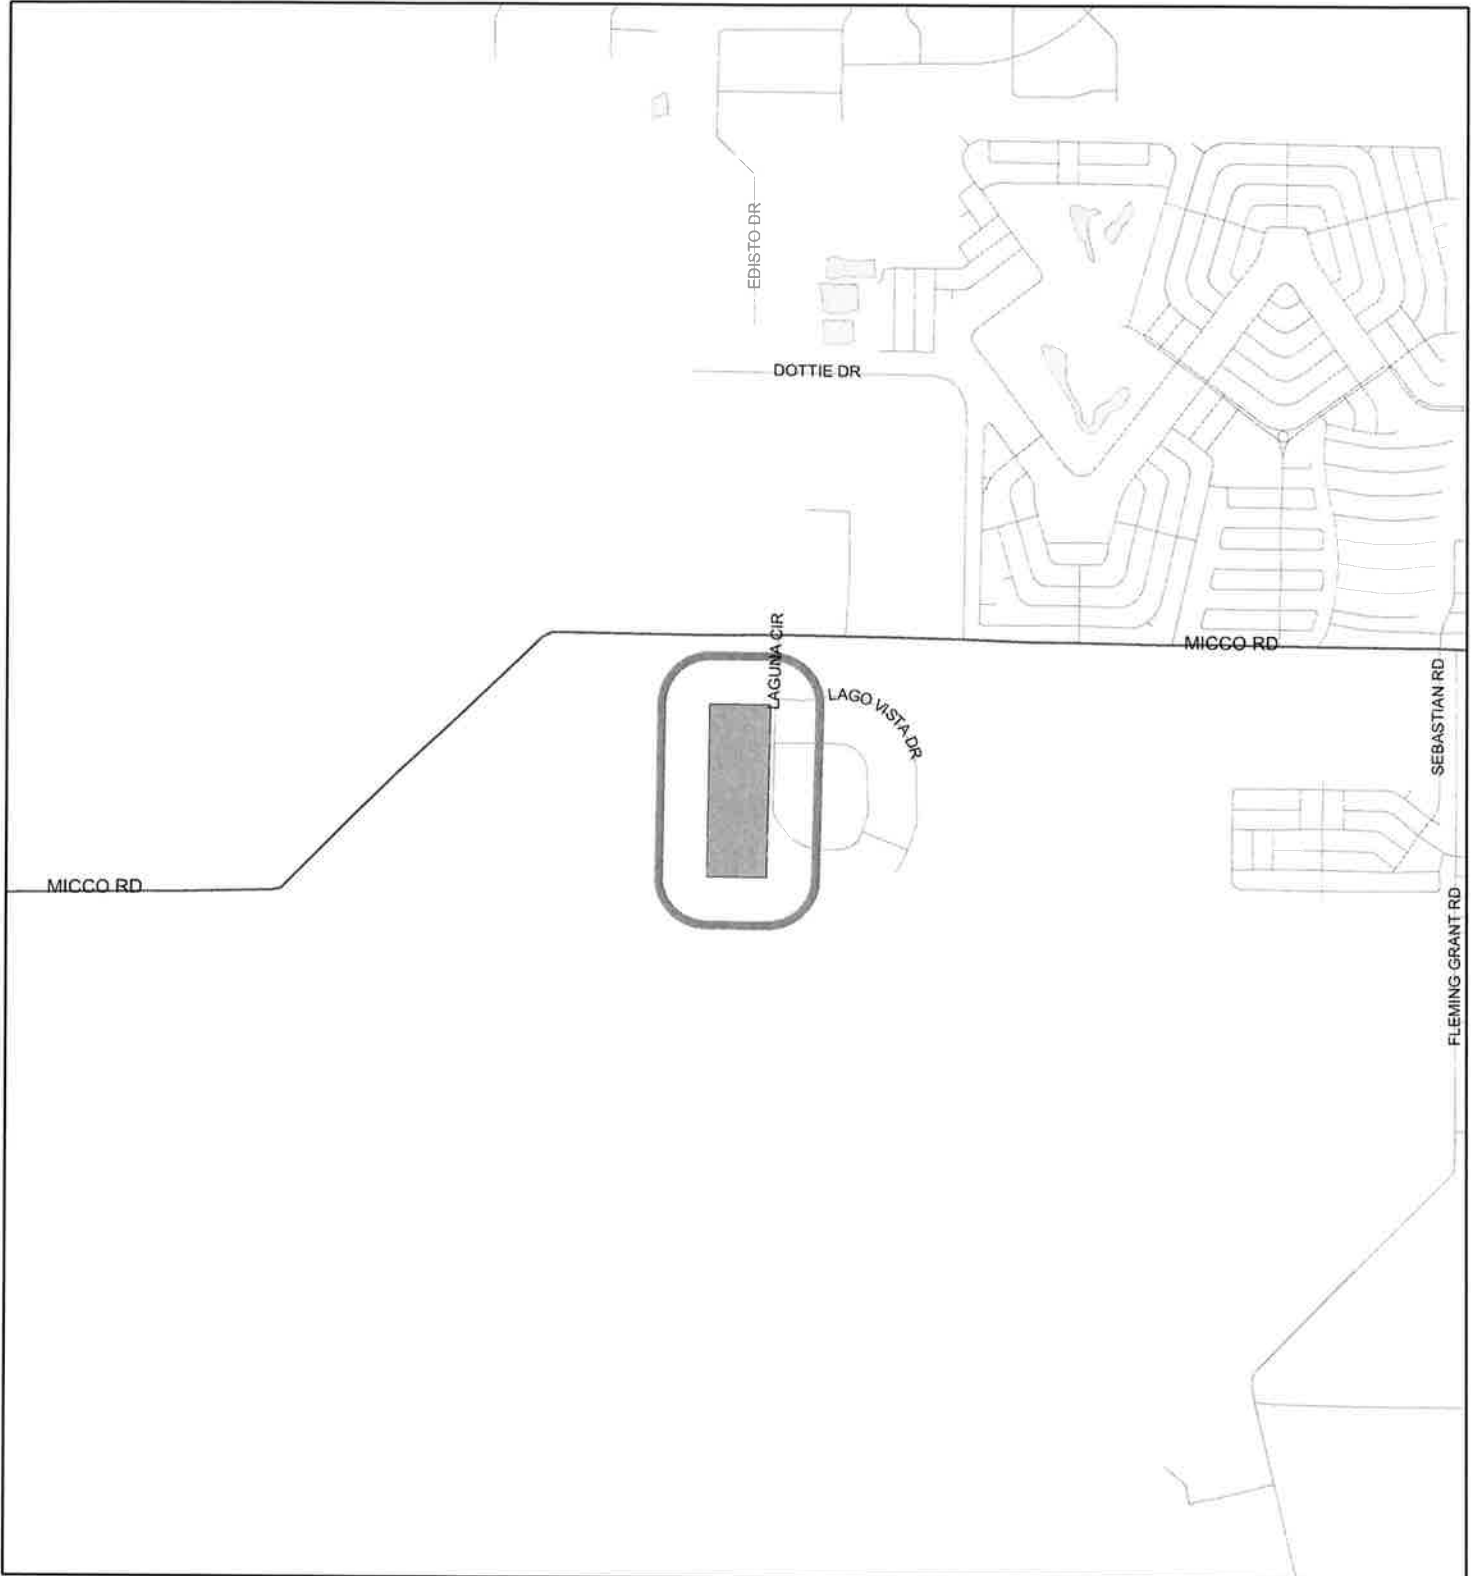 EDISTO DR
DOTTIE DR
LAGUNA CIR
MICCO RD
LAGO VISTA DR
SEBASTIAN RD
MICCO RD
FLEMING GRANT RD